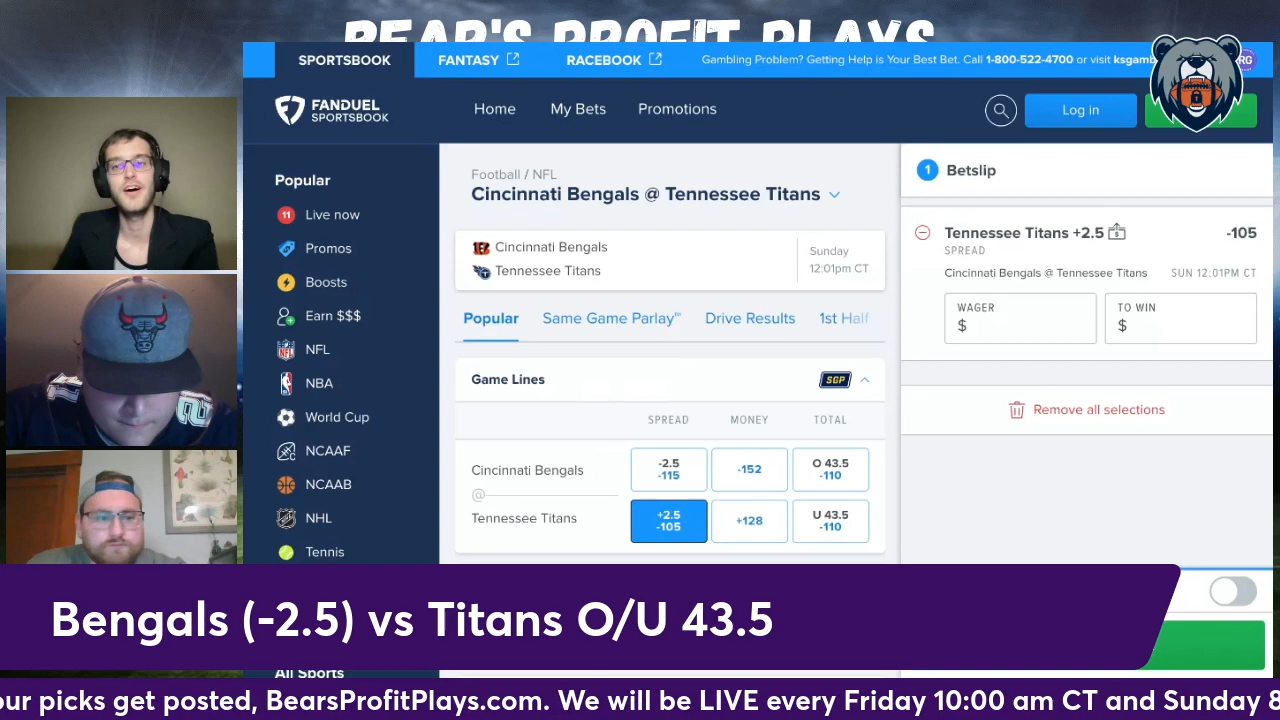 BEAR'S PROFIT PLAYS
SPORTSBOOK
FANTASY
RACEBOOK
Gambling Problem? Getting Help is Your Best Bet. Call 1-800-522-4700 or visit ksgamb
RG
FANDUEL
SPORTSBOOK
Home
My Bets
Promotions
Log in
Popular
11
Live now
Promos
Boosts
Earn $$$
NFL
NBA
World Cup
NCAAF
NCAAB
NHL
Tennis
All Sports
Football / NFL
Cincinnati Bengals @ Tennessee Titans
Cincinnati Bengals
Tennessee Titans
Sunday
12:01pm CT
Popular
Same Game Parlay™
Drive Results
1st Half
Game Lines
SGP
SPREAD MONEY TOTAL
Cincinnati Bengals
-2.5
-115
-152
O 43.5
-110
@
Tennessee Titans
+2.5
-105
+128
U 43.5
-110
1 Betslip
Tennessee Titans +2.5 -105
SPREAD
Cincinnati Bengals @ Tennessee Titans SUN 12:01PM CT
WAGER
$
TO WIN
$
Remove all selections
Bengals (-2.5) vs Titans O/U 43.5
our picks get posted, BearsProfitPlays.com. We will be LIVE every Friday 10:00 am CT and Sunday 8